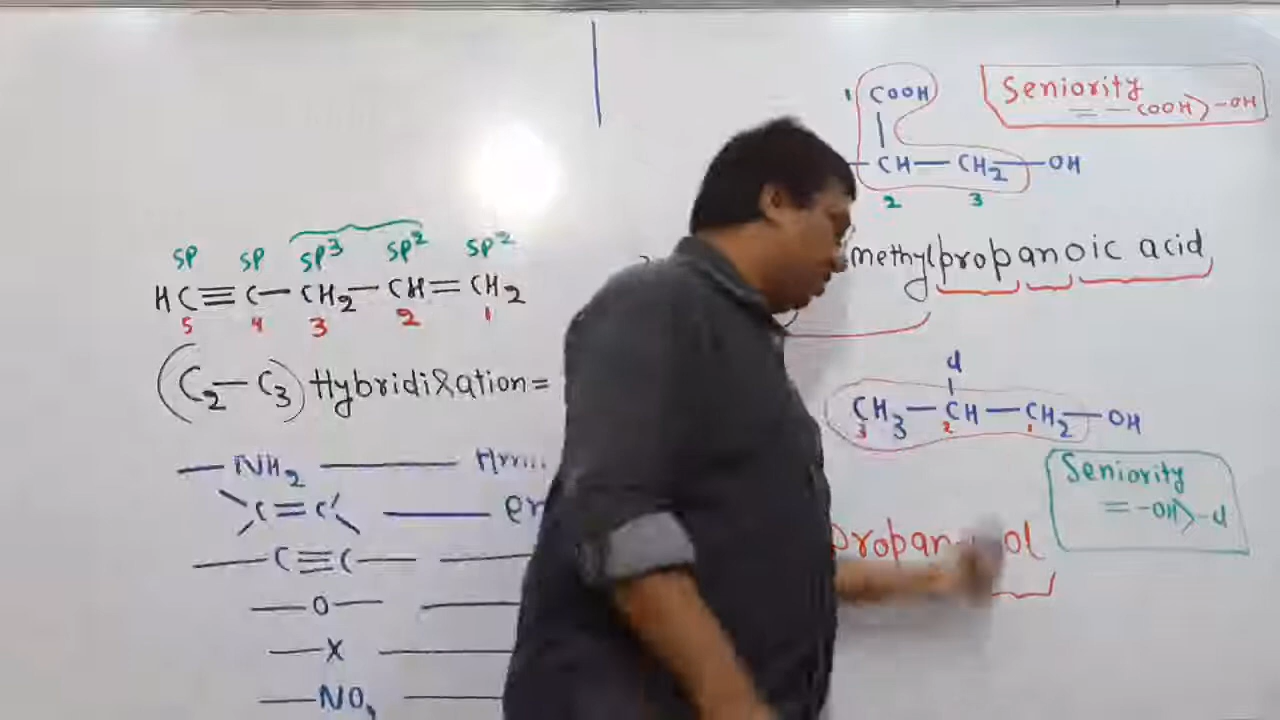 SP SP SP³ SP² SP²
HC≡C—CH₂—CH=CH₂
5 4 3 2 1
(C₂—C₃) Hybridization =
—NH₂——
C=C——
—C≡C——
—O———
—X——
—NO₂——
1 COOH
CH—CH₂—OH
2 3
Seniority
= —COOH>—OH
methylpropanoic acid
cl
CH₃—CH—CH₂—OH
3 2 1
Seniority
= —OH>—cl
propan ol